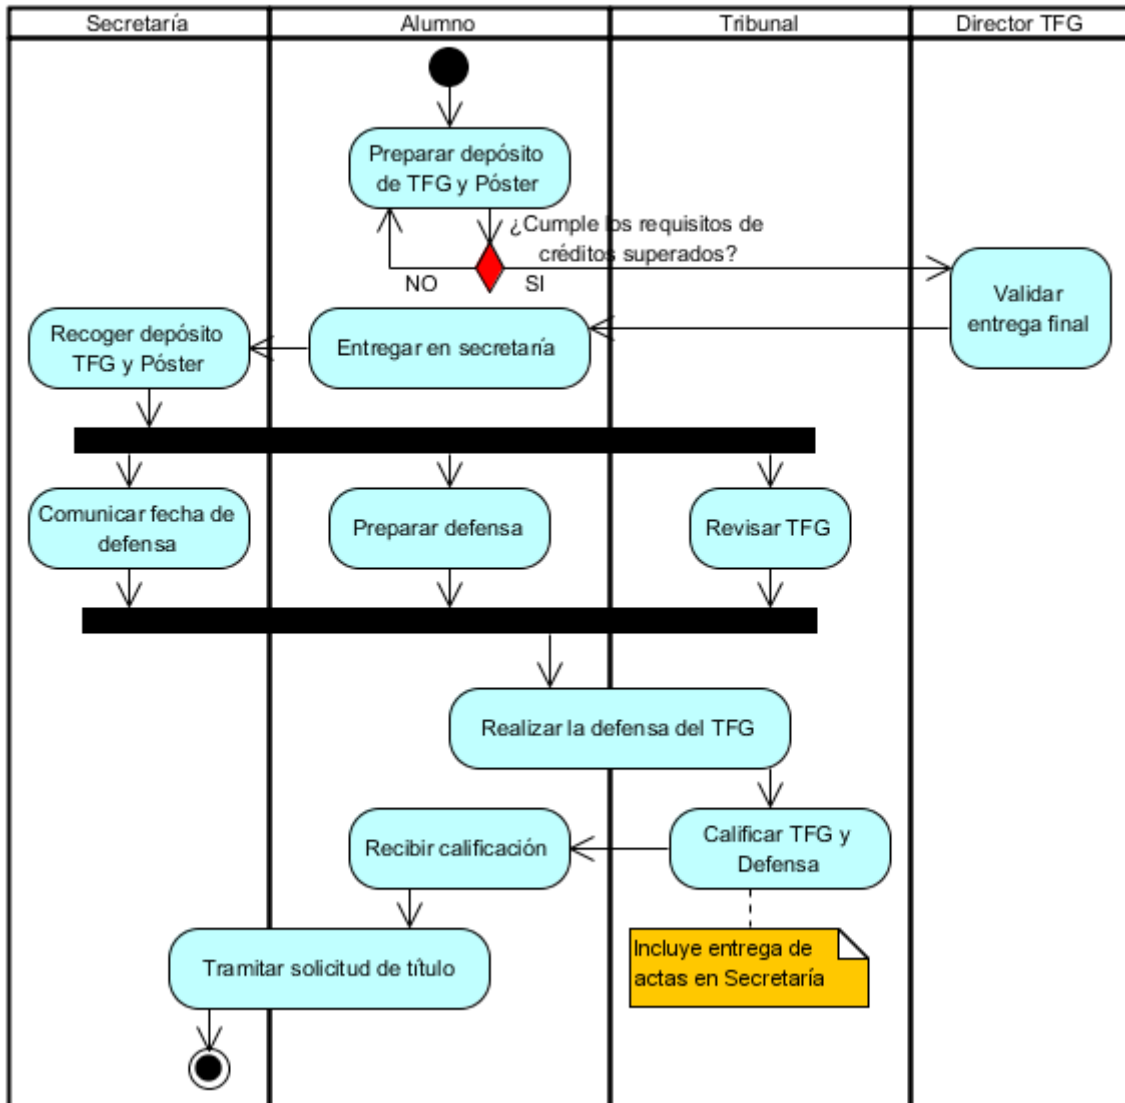 Secretaría
Alumno
Tribunal
Director TFG
Preparar depósito
de TFG y Póster
¿Cumple los requisitos de
créditos superados?
NO
SI
Validar
entrega final
Recoger depósito
TFG y Póster
Entregar en secretaría
Comunicar fecha de
defensa
Preparar defensa
Revisar TFG
Realizar la defensa del TFG
Recibir calificación
Calificar TFG y
Defensa
Tramitar solicitud de título
Incluye entrega de
actas en Secretaría